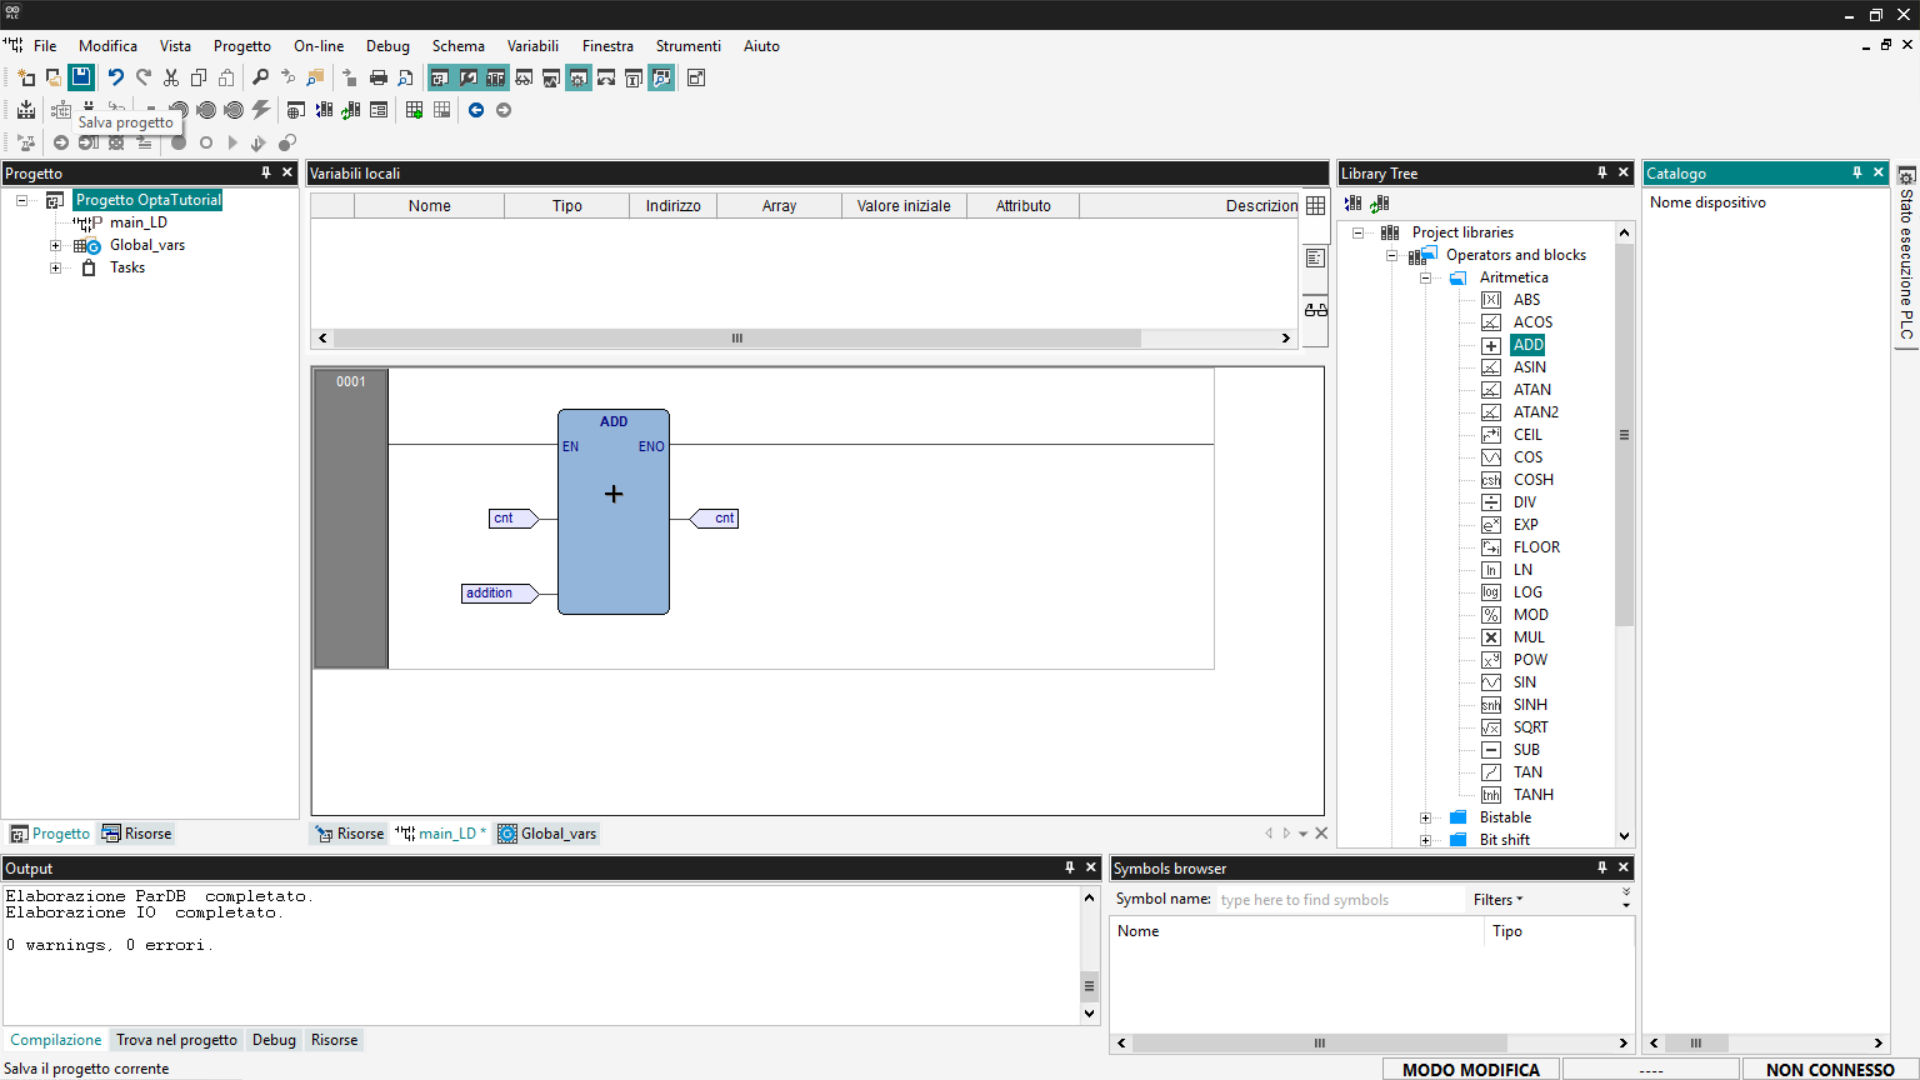 File Modifica Vista Progetto On-line Debug Schema Variabili Finestra Strumenti Aiuto
Salva progetto
Progetto
Progetto OptaTutorial
main_LD
Global_vars
Tasks
Progetto Risorse
Variabili locali
Nome Tipo Indirizzo Array Valore iniziale Attributo Descrizion
0001
ADD
EN ENO
+
cnt cnt
addition
Risorse main_LD * Global_vars
Library Tree
Project libraries
Operators and blocks
Aritmetica
ABS
ACOS
ADD
ASIN
ATAN
ATAN2
CEIL
COS
csh COSH
DIV
EXP
FLOOR
ln LN
log LOG
% MOD
MUL
POW
SIN
snh SINH
SQRT
SUB
TAN
tnh TANH
Bistable
Bit shift
Catalogo
Nome dispositivo
Stato esecuzione PLC
Output
Elaborazione ParDB completato.
Elaborazione IO completato.
0 warnings, 0 errori.
Compilazione Trova nel progetto Debug Risorse
Symbols browser
Symbol name: type here to find symbols Filters
Nome Tipo
Salva il progetto corrente
MODO MODIFICA ---- NON CONNESSO